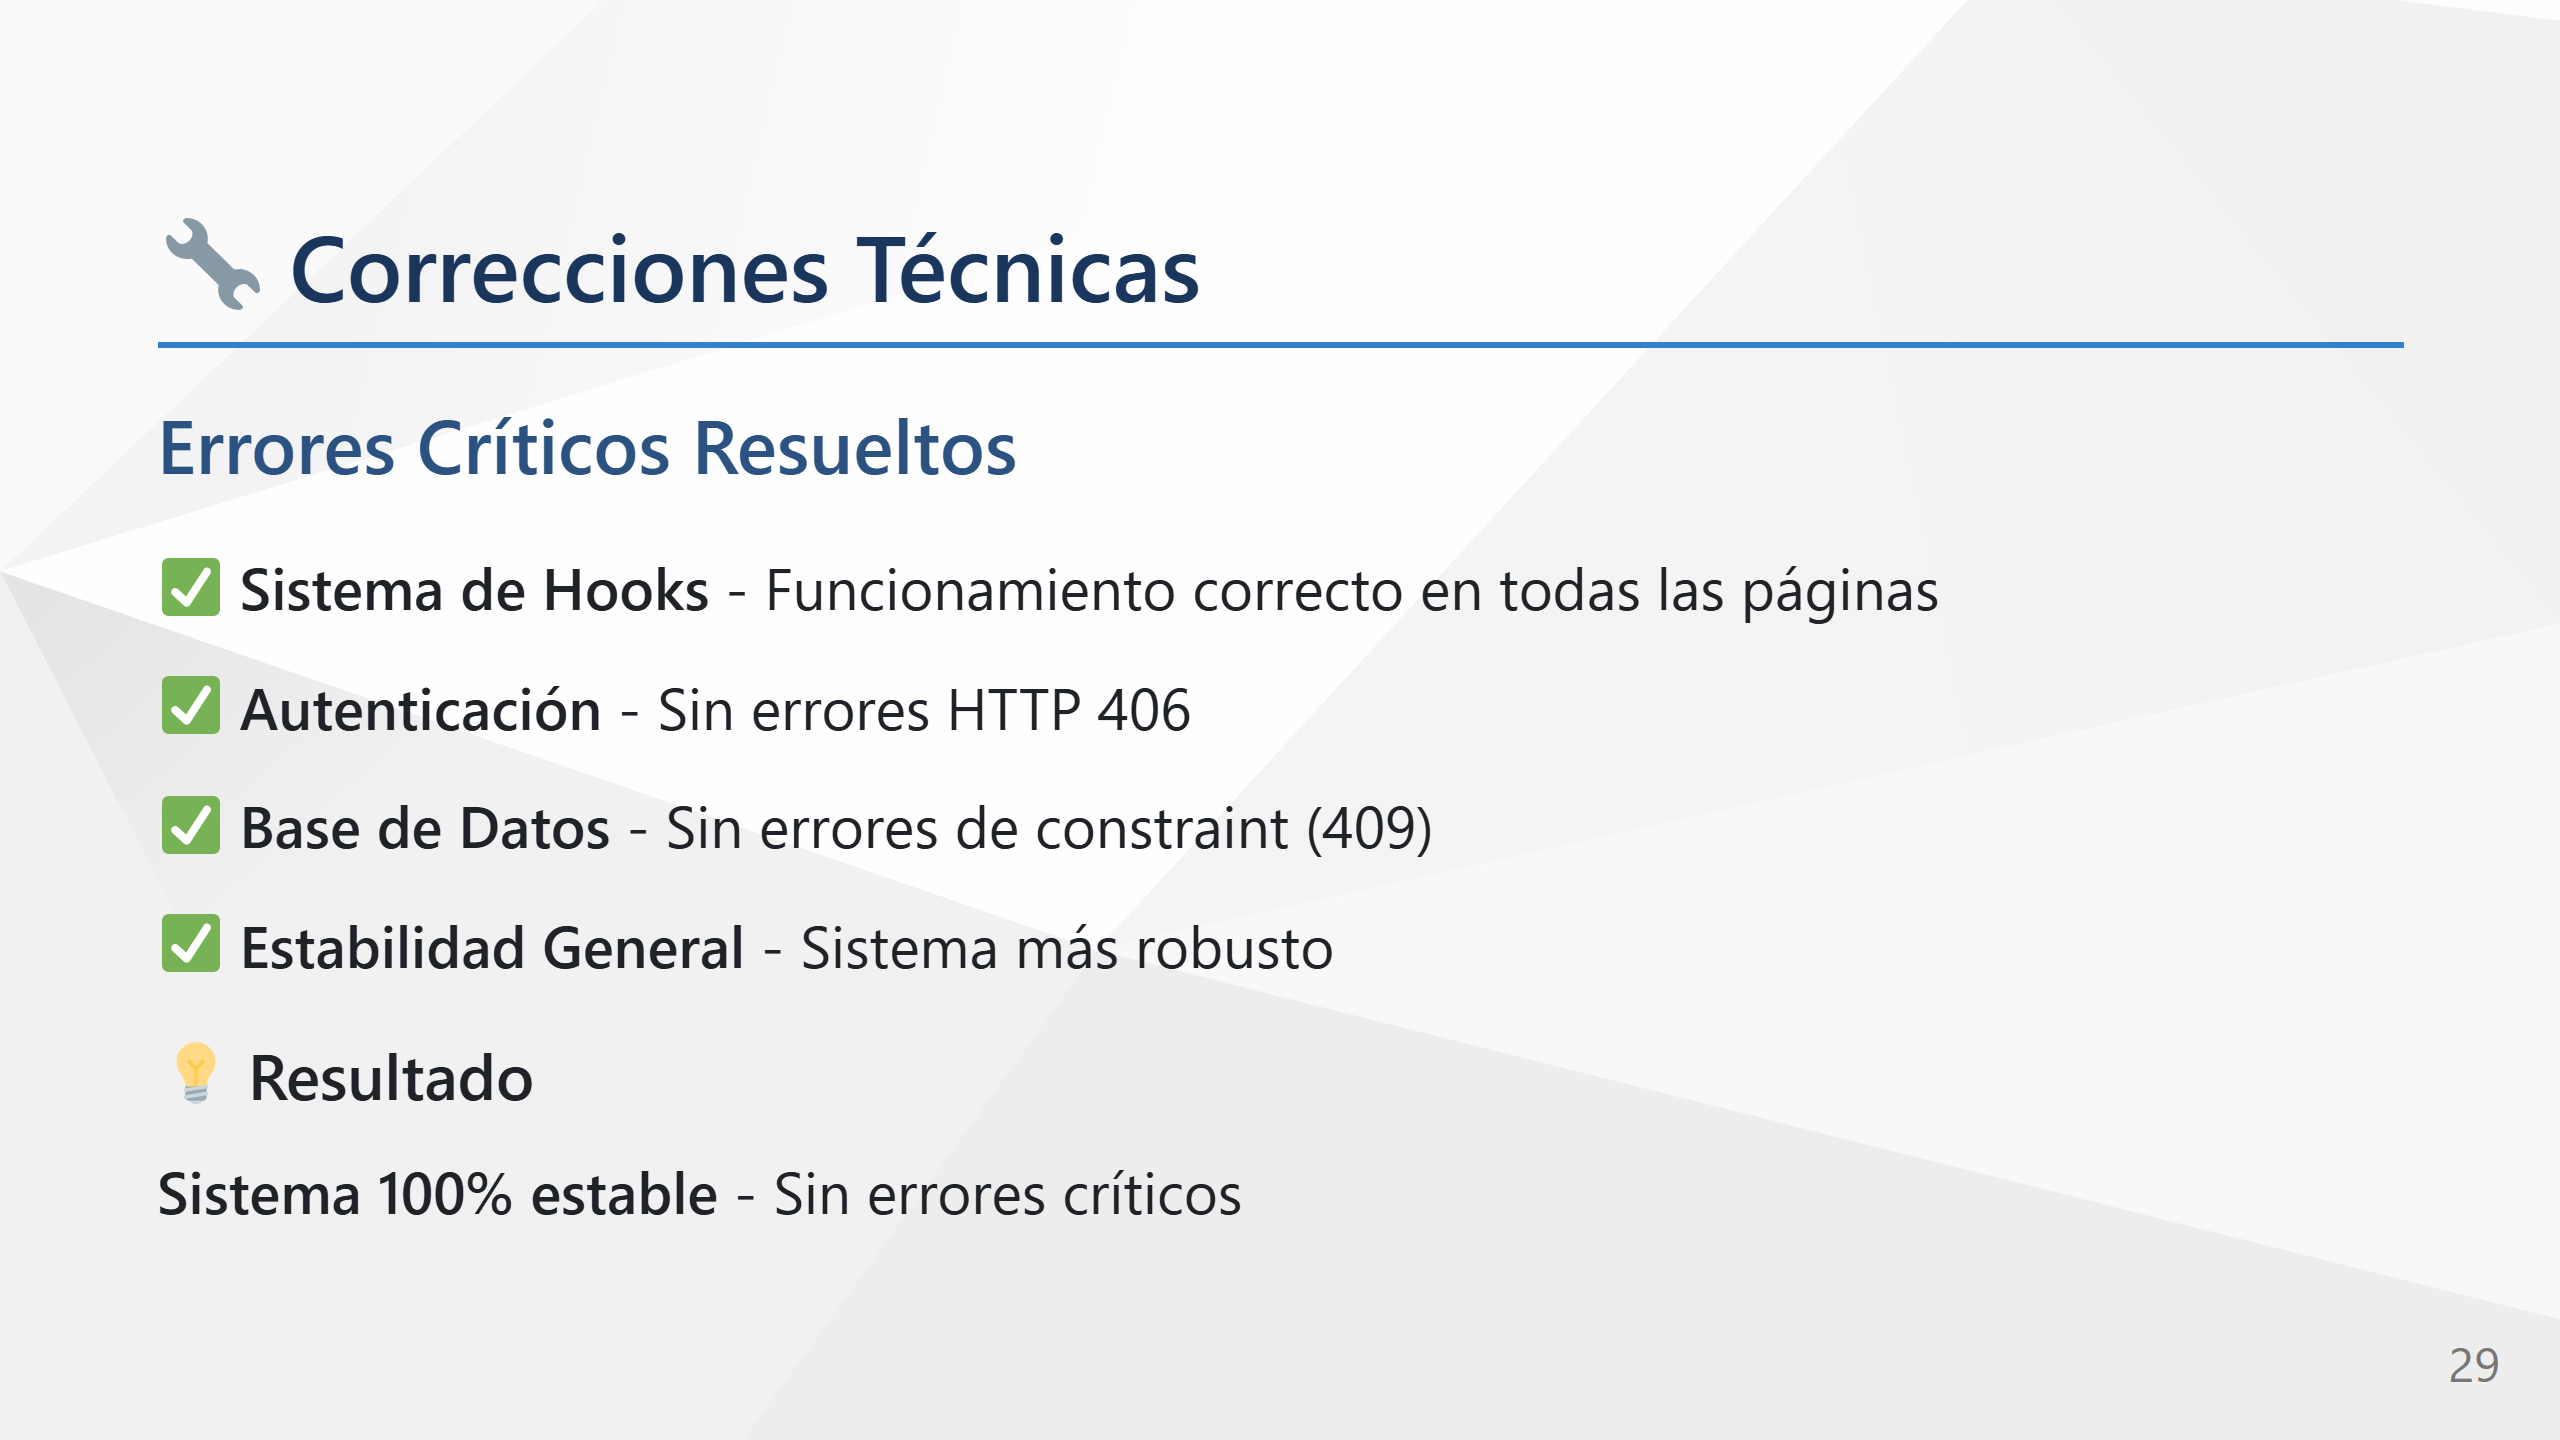 Correcciones Técnicas
Errores Críticos Resueltos
Sistema de Hooks - Funcionamiento correcto en todas las páginas
Autenticación - Sin errores HTTP 406
Base de Datos - Sin errores de constraint (409)
Estabilidad General - Sistema más robusto
Resultado
Sistema 100% estable - Sin errores críticos
29